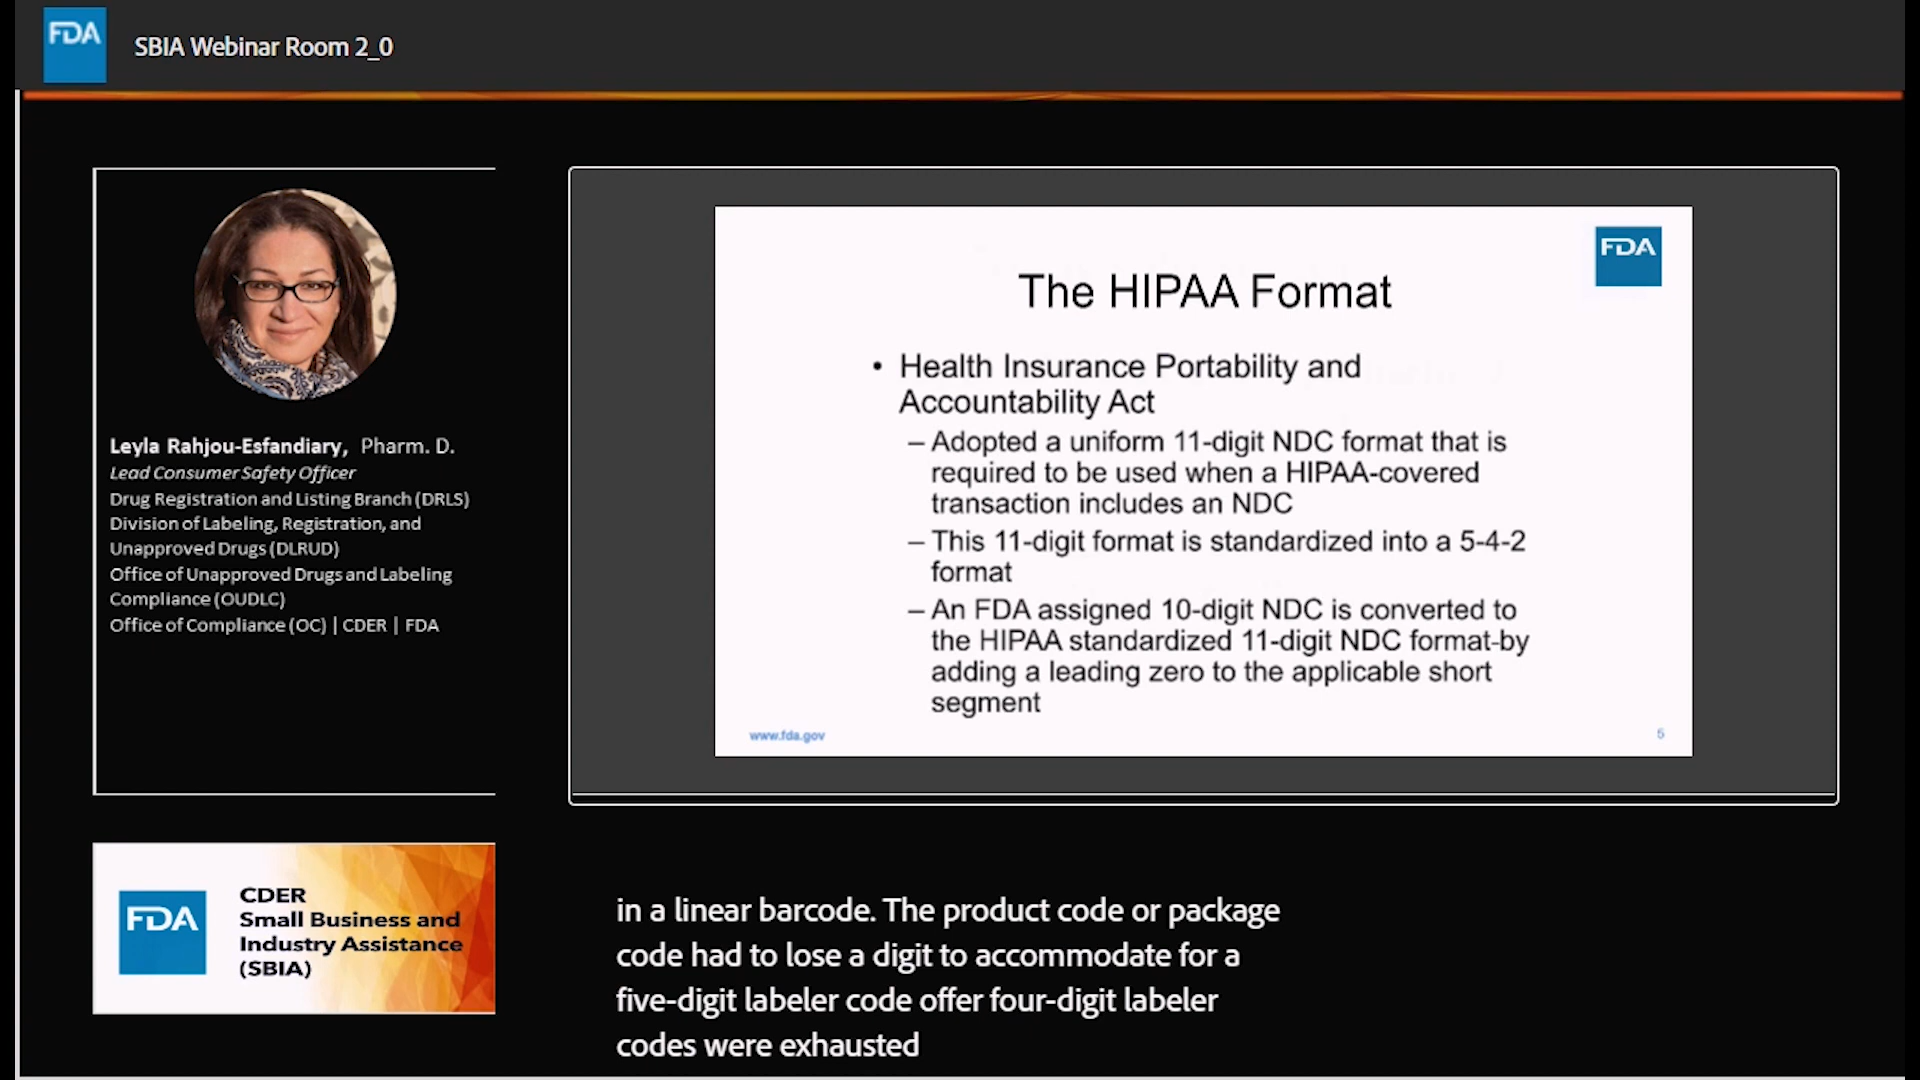 FDA
SBIA Webinar Room 2_0
Leyla Rahjou-Esfandiary, Pharm. D.
Lead Consumer Safety Officer
Drug Registration and Listing Branch (DRLS)
Division of Labeling, Registration, and
Unapproved Drugs (DLRUD)
Office of Unapproved Drugs and Labeling
Compliance (OUDLC)
Office of Compliance (OC) | CDER | FDA
FDA
The HIPAA Format
• Health Insurance Portability and
Accountability Act
– Adopted a uniform 11-digit NDC format that is
required to be used when a HIPAA-covered
transaction includes an NDC
– This 11-digit format is standardized into a 5-4-2
format
– An FDA assigned 10-digit NDC is converted to
the HIPAA standardized 11-digit NDC format-by
adding a leading zero to the applicable short
segment
www.fda.gov
5
FDA
CDER
Small Business and
Industry Assistance
(SBIA)
in a linear barcode. The product code or package
code had to lose a digit to accommodate for a
five-digit labeler code offer four-digit labeler
codes were exhausted